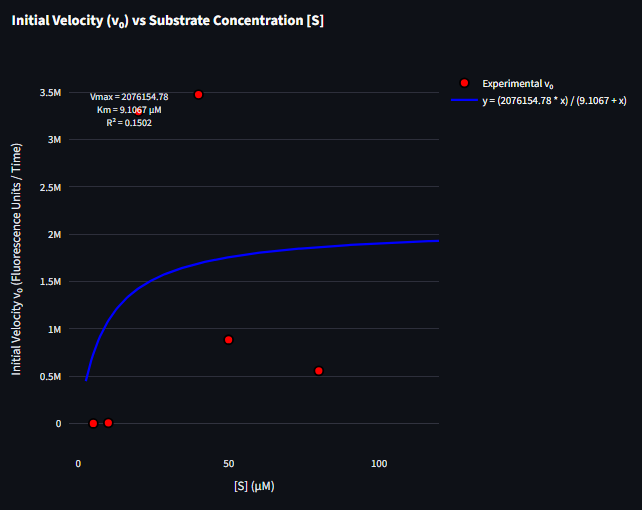 Initial Velocity (v₀) vs Substrate Concentration [S]
Experimental v₀
y = (2076154.78 * x) / (9.1067 + x)
Vmax = 2076154.78
Km = 9.1067 μM
R² = 0.1502
3.5M
3M
2.5M
2M
1.5M
1M
0.5M
0
Initial Velocity v₀ (Fluorescence Units / Time)
0
50
100
[S] (μM)